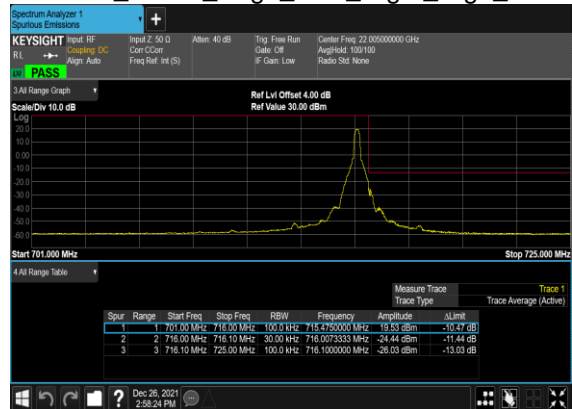 Spectrum Analyzer 1
Spurious Emissions
+
KEYSIGHT
RL
LW PASS
Input: RF
Coupling: DC
Align: Auto
Input Z: 50 Ω
Corr CCorr
Freq Ref: Int (S)
Atten: 40 dB
Trig: Free Run
Gate: Off
IF Gain: Low
Center Freq: 22.005000000 GHz
Avg|Hold: 100/100
Radio Std: None
3 All Range Graph
Scale/Div 10.0 dB
Ref Lvl Offset 4.00 dB
Ref Value 30.00 dBm
Log
20.0
10.0
0.00
-10.0
-20.0
-30.0
-40.0
-50.0
-60.0
Start 701.000 MHz
Stop 725.000 MHz
4 All Range Table
Measure Trace Trace 1
Trace Type Trace Average (Active)
Spur Range Start Freq Stop Freq RBW Frequency Amplitude ΔLimit
1 1 701.00 MHz 716.00 MHz 100.0 kHz 715.4750000 MHz 19.53 dBm -10.47 dB
2 2 716.00 MHz 716.10 MHz 30.00 kHz 716.0073333 MHz -24.44 dBm -11.44 dB
3 3 716.10 MHz 725.00 MHz 100.0 kHz 716.1000000 MHz -26.03 dBm -13.03 dB
?
Dec 26, 2021
2:58:24 PM